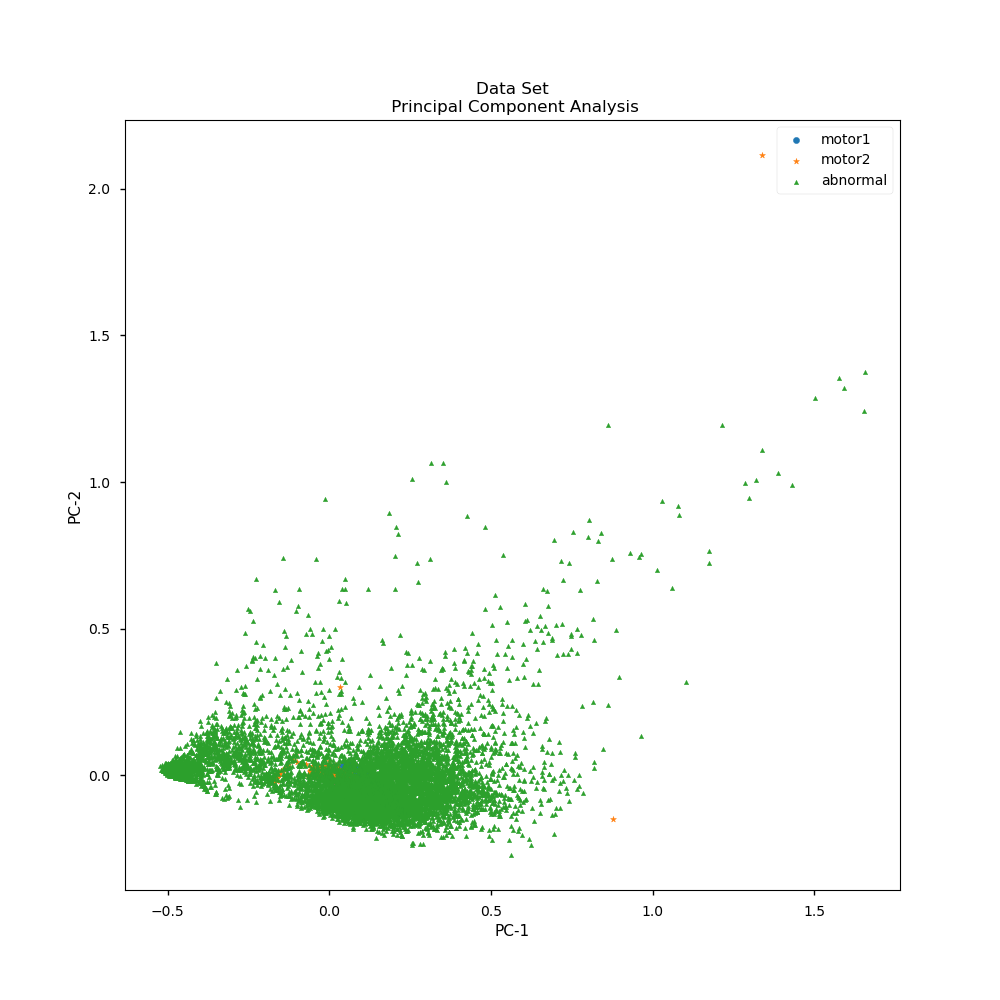 Data Set
Principal Component Analysis
motor1
motor2
abnormal
2.0
1.5
1.0
0.5
0.0
PC-2
−0.5
0.0
0.5
1.0
1.5
PC-1